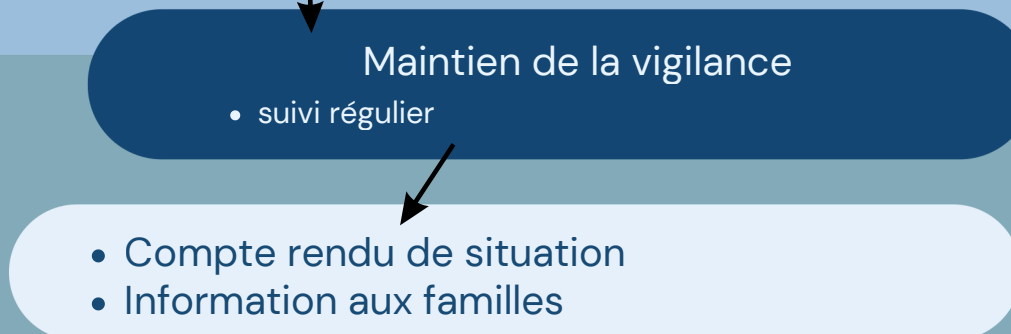 Maintien de la vigilance
• suivi régulier
• Compte rendu de situation
• Information aux familles